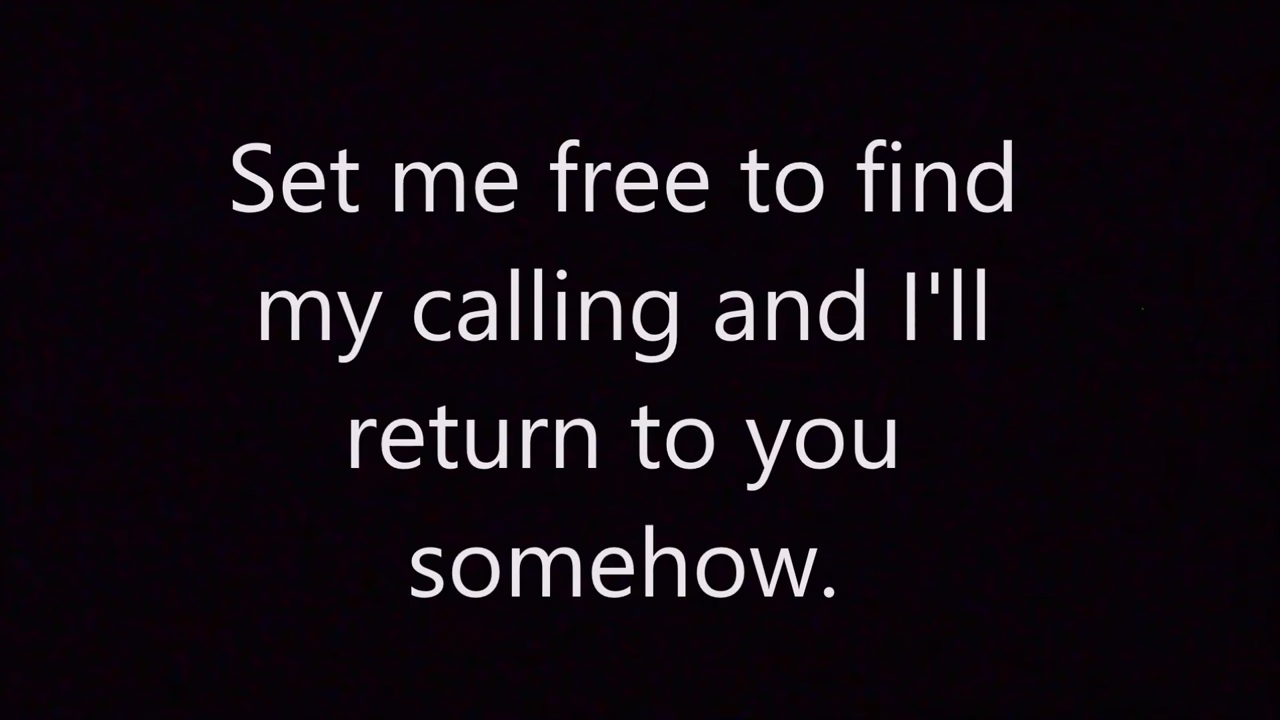 Set me free to find
my calling and I'll
return to you
somehow.